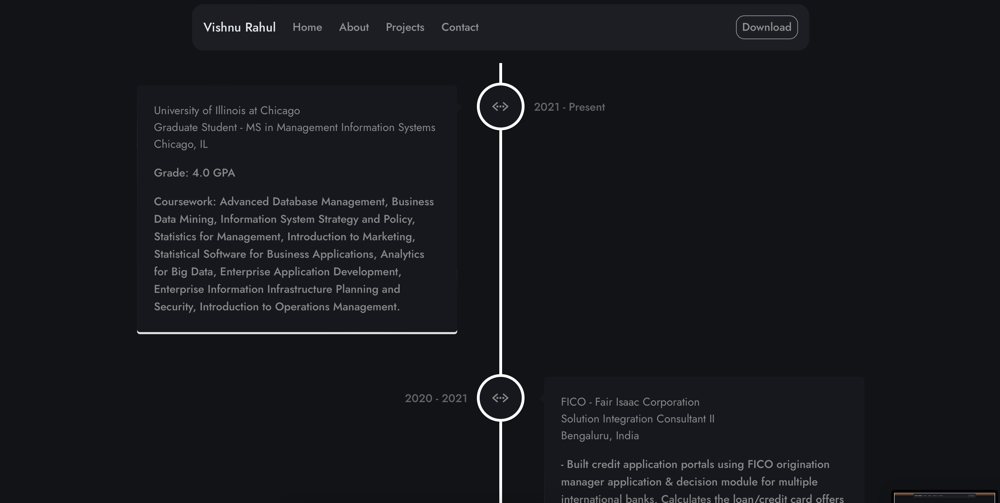 Vishnu Rahul
Home
About
Projects
Contact
Download
University of Illinois at Chicago
Graduate Student - MS in Management Information Systems
Chicago, IL
Grade: 4.0 GPA
Coursework: Advanced Database Management, Business
Data Mining, Information System Strategy and Policy,
Statistics for Management, Introduction to Marketing,
Statistical Software for Business Applications, Analytics
for Big Data, Enterprise Application Development,
Enterprise Information Infrastructure Planning and
Security, Introduction to Operations Management.
2021 - Present
2020 - 2021
FICO - Fair Isaac Corporation
Solution Integration Consultant II
Bengaluru, India
- Built credit application portals using FICO origination
manager application & decision module for multiple
international banks. Calculates the loan/credit card offers